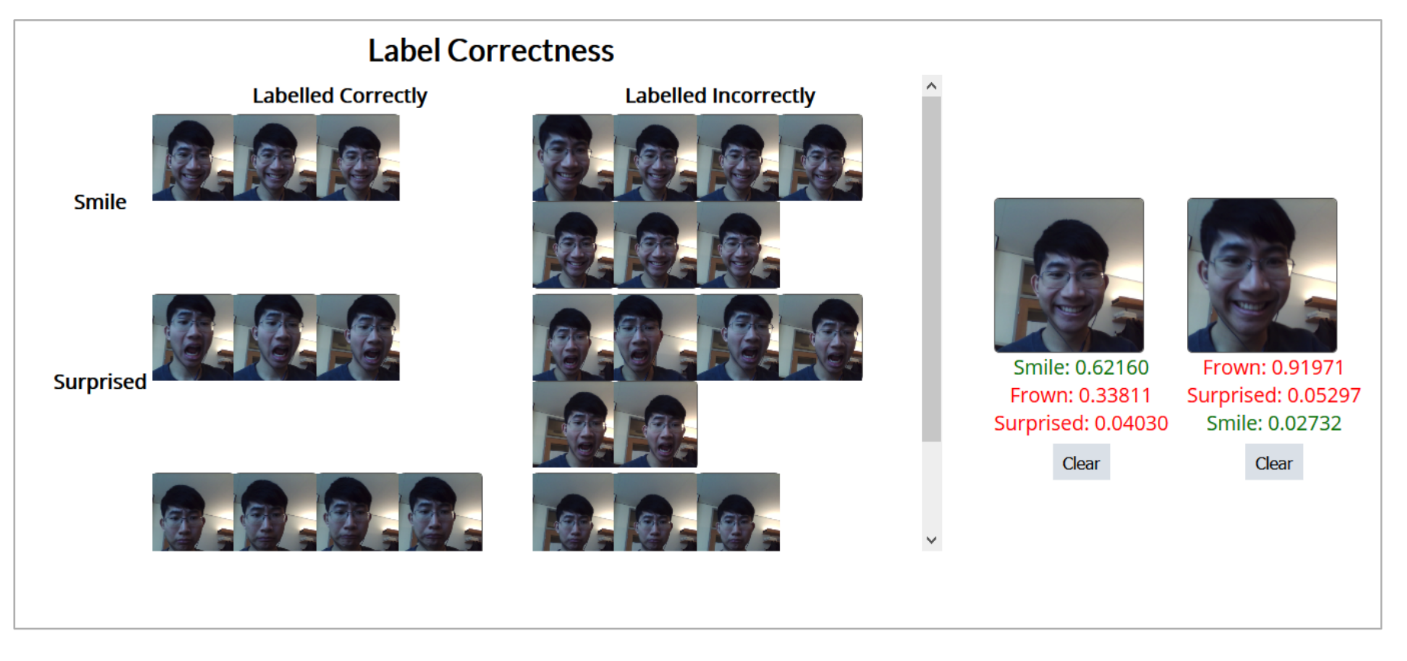 Label Correctness
Labelled Correctly
Labelled Incorrectly
Smile
Surprised
Smile: 0.62160
Frown: 0.33811
Surprised: 0.04030
Clear
Frown: 0.91971
Surprised: 0.05297
Smile: 0.02732
Clear